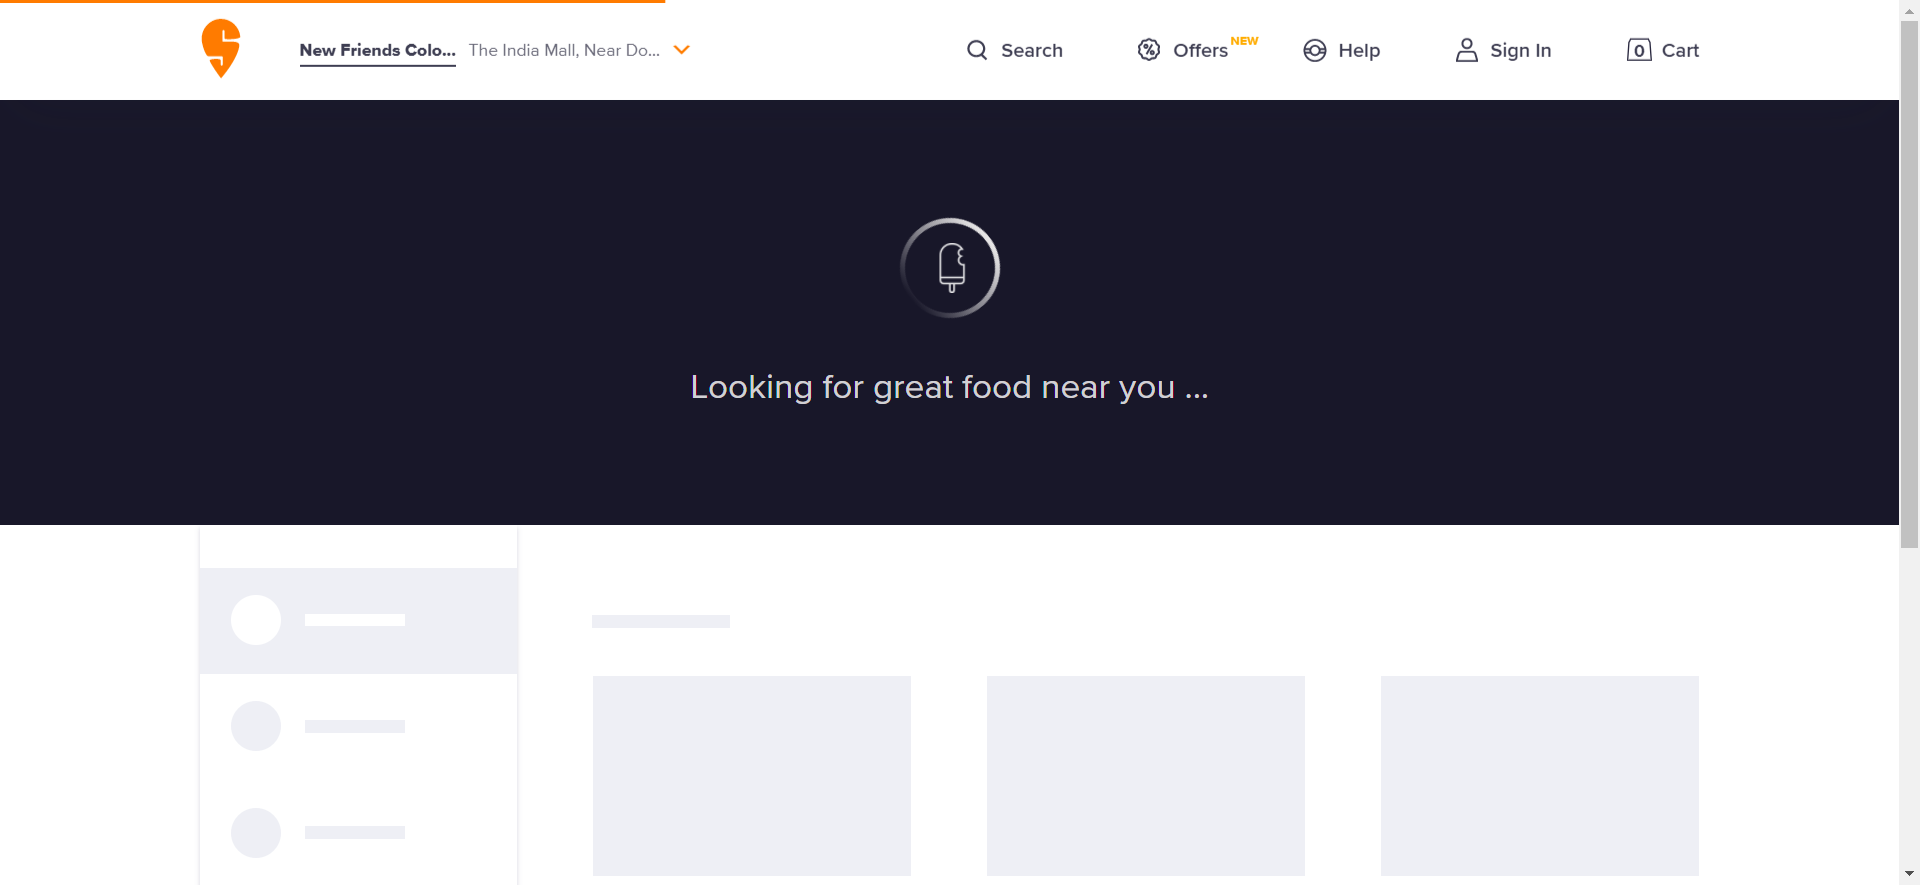 New Friends Colo... The India Mall, Near Do...
Search
Offers NEW
Help
Sign In
0 Cart
Looking for great food near you ...